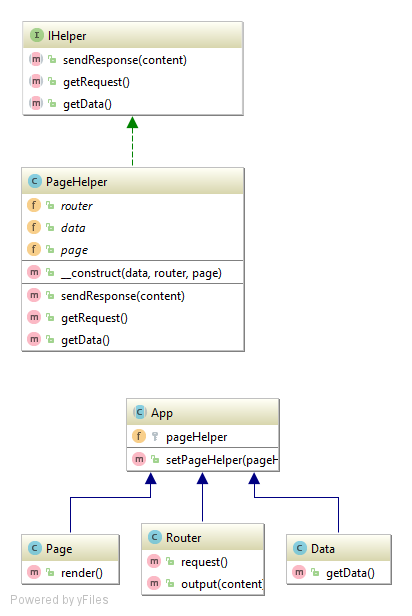 I IHelper
m sendResponse(content)
m getRequest()
m getData()
C PageHelper
f router
f data
f page
m __construct(data, router, page)
m sendResponse(content)
m getRequest()
m getData()
C App
f pageHelper
m setPageHelper(pageH
C Page
m render()
C Router
m request()
m output(content)
C Data
m getData()
Powered by yFiles